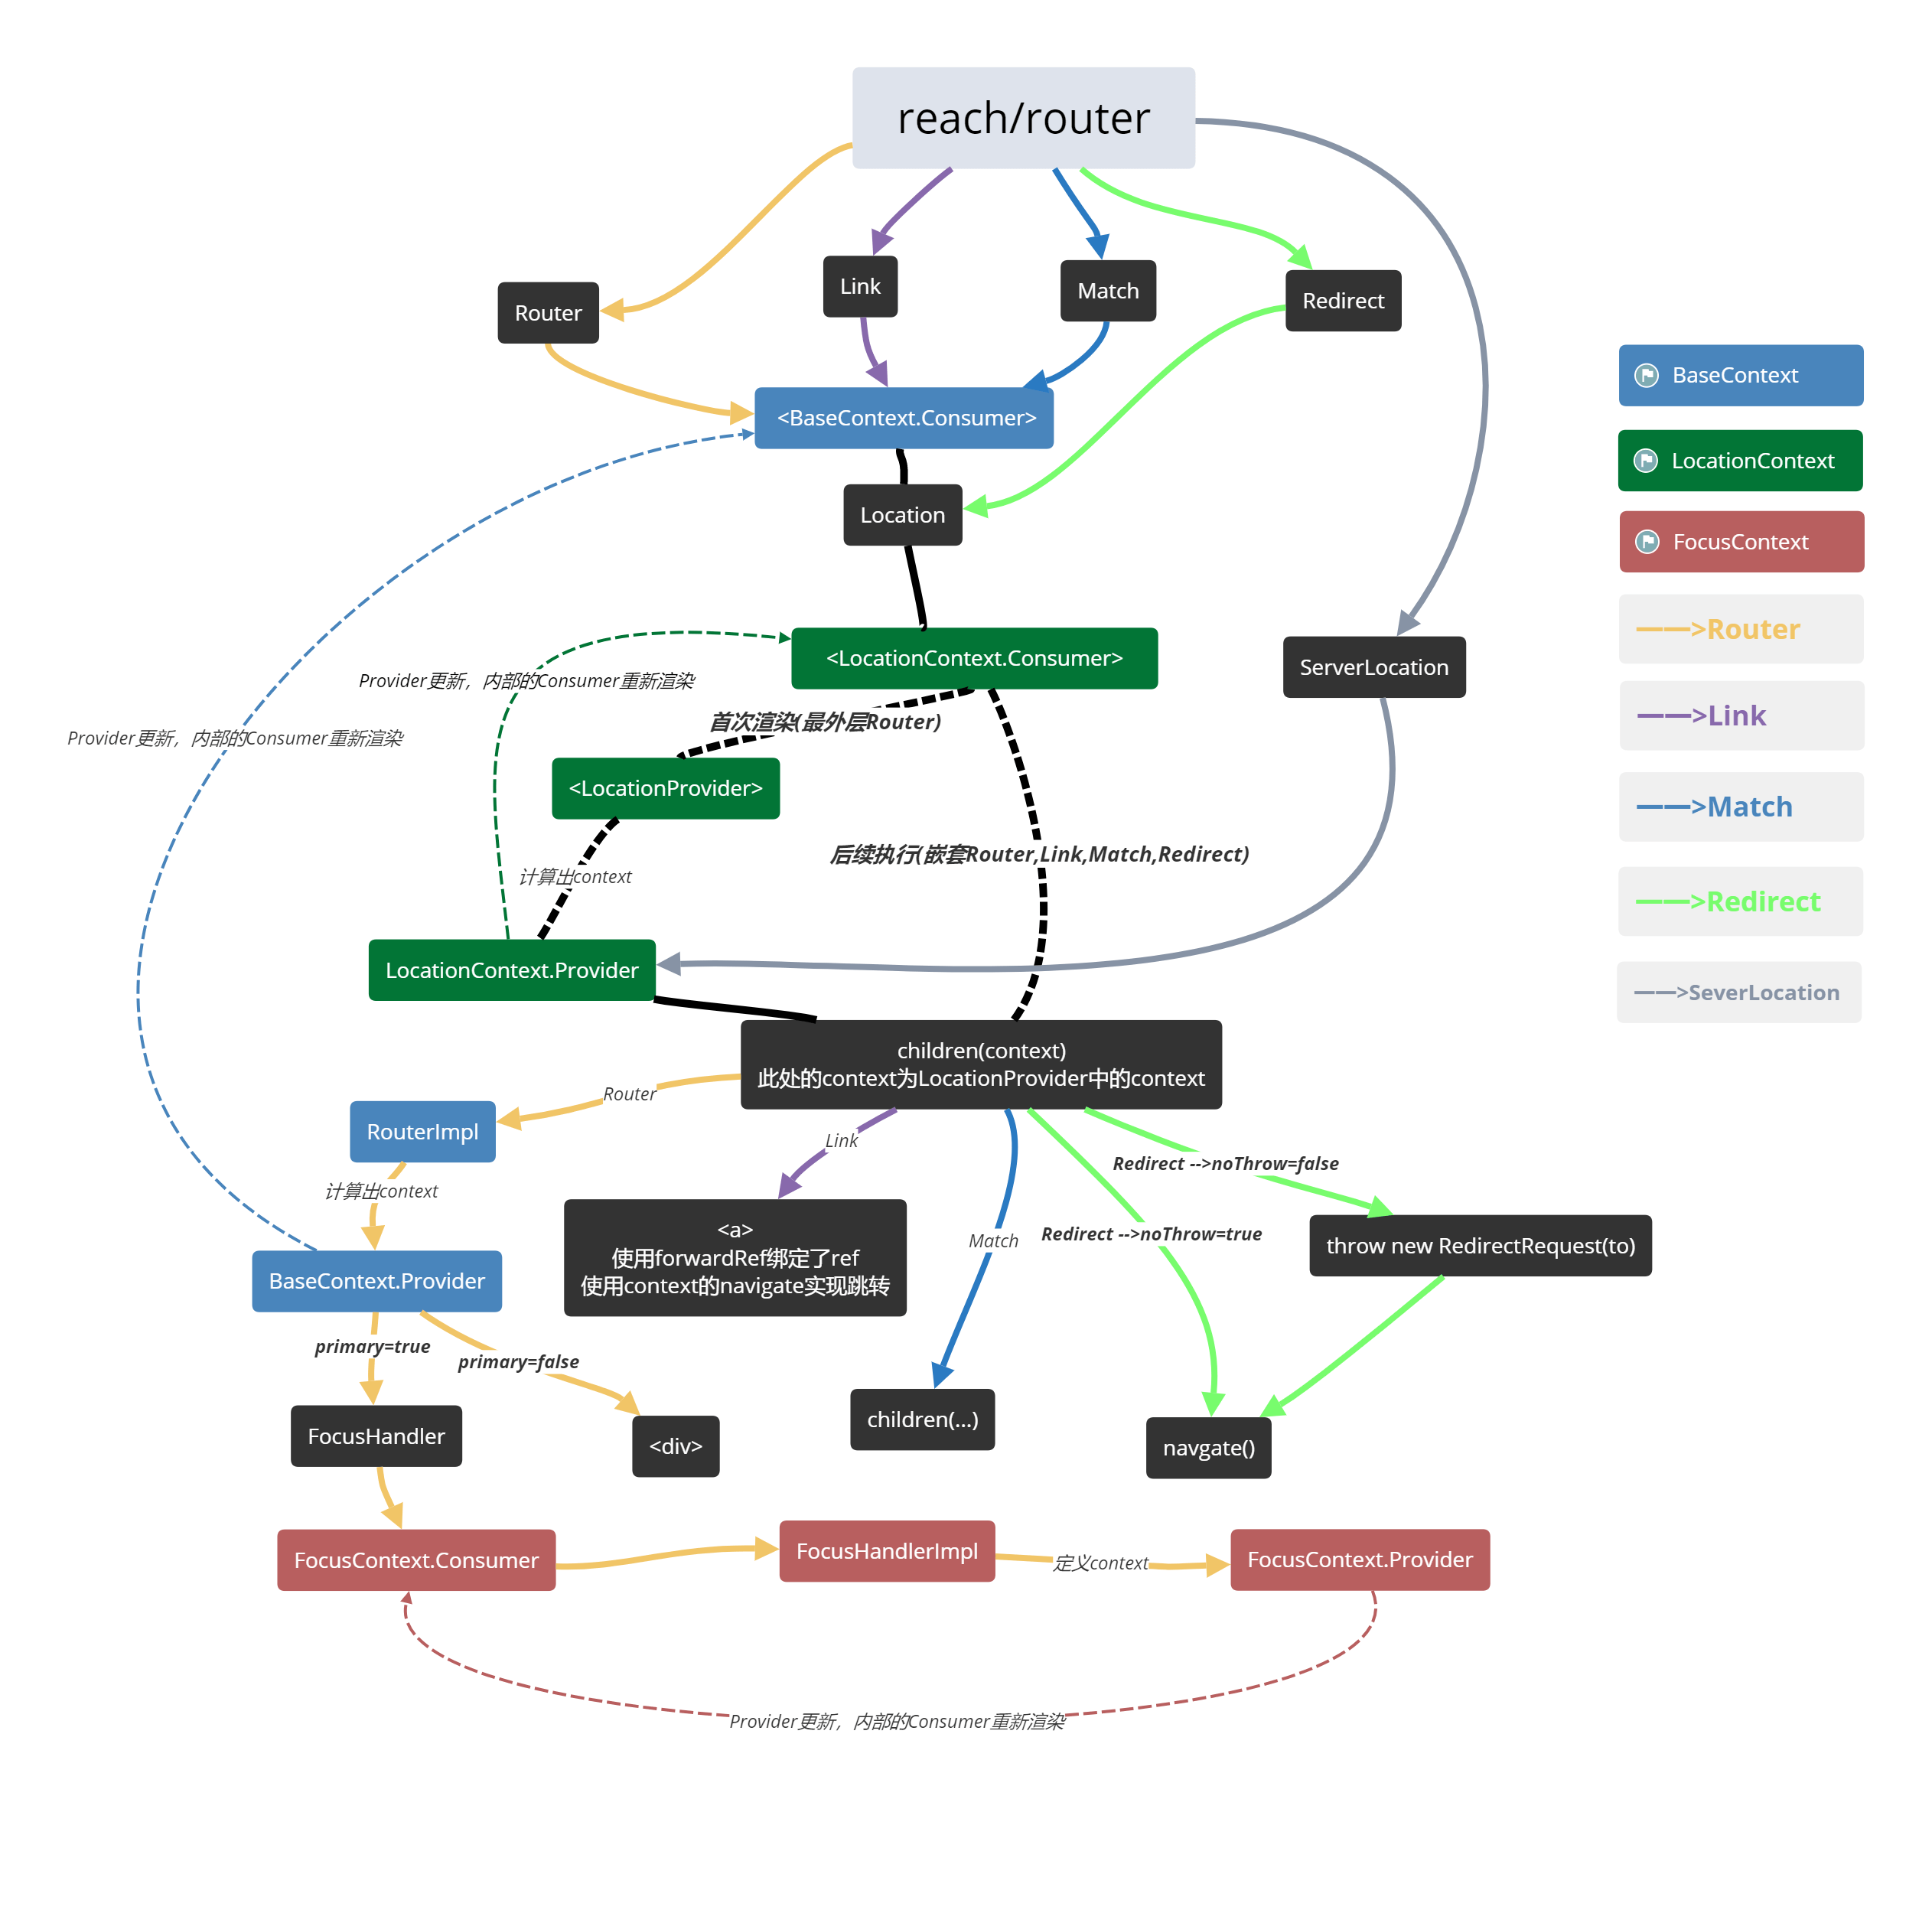 reach/router
Link
Match
Redirect
Router
<BaseContext.Consumer>
Location
<LocationContext.Consumer>
ServerLocation
Provider更新，内部的Consumer重新渲染
首次渲染(最外层Router)
Provider更新，内部的Consumer重新渲染
<LocationProvider>
后续执行(嵌套Router,Link,Match,Redirect)
计算出context
LocationContext.Provider
children(context)
此处的context为LocationProvider中的context
Router
RouterImpl
Link
Redirect -->noThrow=false
计算出context
<a>
使用forwardRef绑定了ref
使用context的navigate实现跳转
Match
Redirect -->noThrow=true
throw new RedirectRequest(to)
BaseContext.Provider
primary=true
primary=false
FocusHandler
<div>
children(...)
navgate()
FocusContext.Consumer
FocusHandlerImpl
定义context
FocusContext.Provider
Provider更新，内部的Consumer重新渲染
BaseContext
LocationContext
FocusContext
——>Router
——>Link
——>Match
——>Redirect
——>SeverLocation